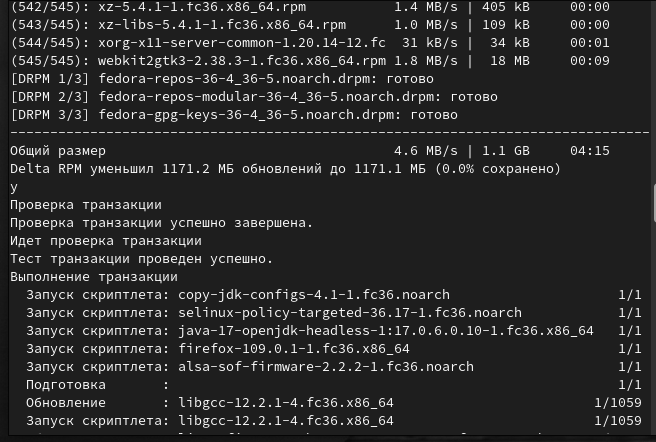 (542/545): xz-5.4.1-1.fc36.x86_64.rpm 1.4 MB/s | 405 kB 00:00
(543/545): xz-libs-5.4.1-1.fc36.x86_64.rpm 1.0 MB/s | 109 kB 00:00
(544/545): xorg-x11-server-common-1.20.14-12.fc 31 kB/s | 34 kB 00:01
(545/545): webkit2gtk3-2.38.3-1.fc36.x86_64.rpm 1.8 MB/s | 18 MB 00:09
[DRPM 1/3] fedora-repos-36-4_36-5.noarch.drpm: готово
[DRPM 2/3] fedora-repos-modular-36-4_36-5.noarch.drpm: готово
[DRPM 3/3] fedora-gpg-keys-36-4_36-5.noarch.drpm: готово
--------------------------------------------------------------------------------
Общий размер 4.6 MB/s | 1.1 GB 04:15
Delta RPM уменьшил 1171.2 МБ обновлений до 1171.1 МБ (0.0% сохранено)
y
Проверка транзакции
Проверка транзакции успешно завершена.
Идет проверка транзакции
Тест транзакции проведен успешно.
Выполнение транзакции
Запуск скриптлета: copy-jdk-configs-4.1-1.fc36.noarch 1/1
Запуск скриптлета: selinux-policy-targeted-36.17-1.fc36.noarch 1/1
Запуск скриптлета: java-17-openjdk-headless-1:17.0.6.0.10-1.fc36.x86_64 1/1
Запуск скриптлета: firefox-109.0.1-1.fc36.x86_64 1/1
Запуск скриптлета: alsa-sof-firmware-2.2.2-1.fc36.noarch 1/1
Подготовка : 1/1
Обновление : libgcc-12.2.1-4.fc36.x86_64 1/1059
Запуск скриптлета: libgcc-12.2.1-4.fc36.x86_64 1/1059